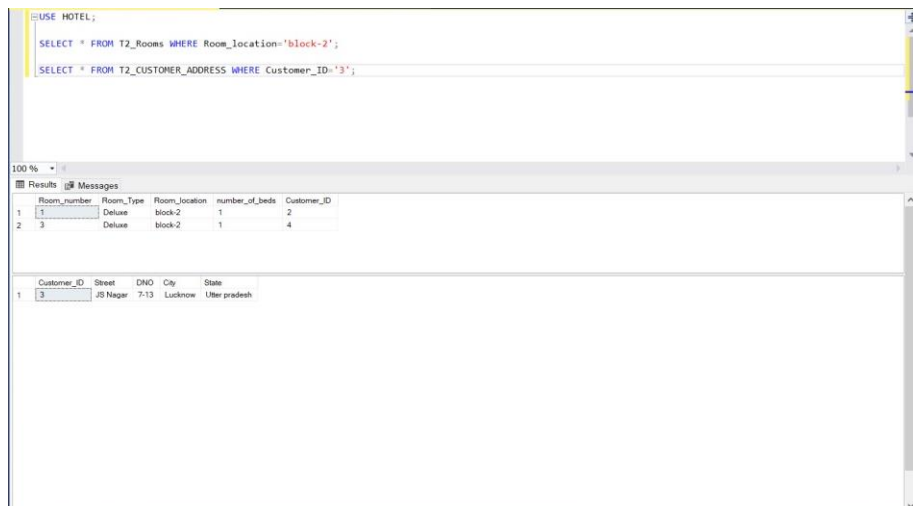 USE HOTEL;
SELECT * FROM T2_Rooms WHERE Room_location='block-2';
SELECT * FROM T2_CUSTOMER_ADDRESS WHERE Customer_ID='3';
100 %
Results Messages
Room_number Room_Type Room_location number_of_beds Customer_ID
1 1 Deluxe block-2 1 2
2 3 Deluxe block-2 1 4
Customer_ID Street DNO City State
1 3 JS Nagar 7-13 Lucknow Utter pradesh